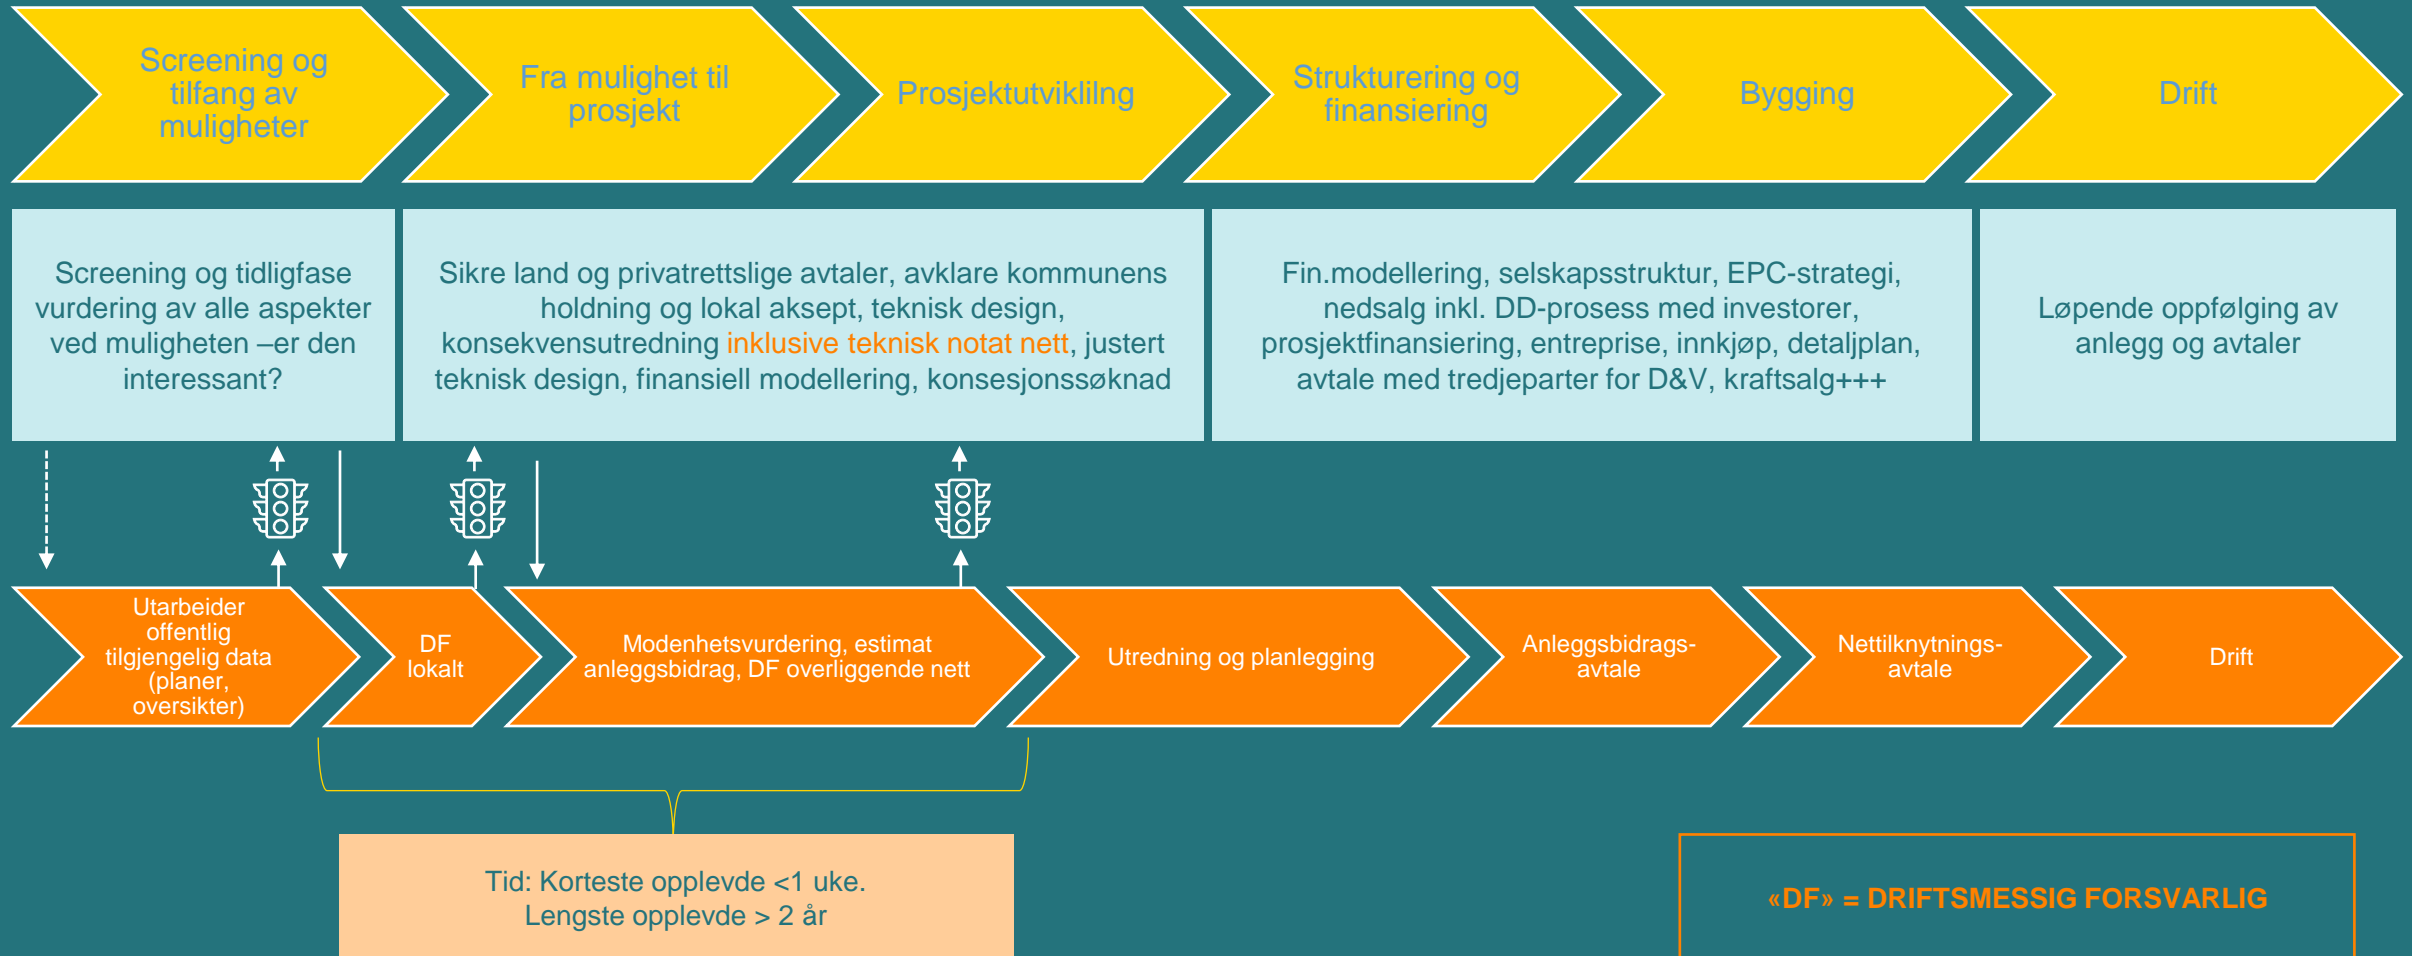 Screening og
tilfang av
muligheter
Fra mulighet til
prosjekt
Prosjektutviklilng
Strukturering og
finansiering
Bygging
Drift
Screening og tidligfase
vurdering av alle aspekter
ved muligheten –er den
interessant?
Sikre land og privatrettslige avtaler, avklare kommunens
holdning og lokal aksept, teknisk design,
konsekvensutredning inklusive teknisk notat nett, justert
teknisk design, finansiell modellering, konsesjonssøknad
Fin.modellering, selskapsstruktur, EPC-strategi,
nedsalg inkl. DD-prosess med investorer,
prosjektfinansiering, entreprise, innkjøp, detaljplan,
avtale med tredjeparter for D&V, kraftsalg+++
Løpende oppfølging av
anlegg og avtaler
Utarbeider
offentlig
tilgjengelig data
(planer,
oversikter)
DF
lokalt
Modenhetsvurdering, estimat
anleggsbidrag, DF overliggende nett
Utredning og planlegging
Anleggsbidrags-
avtale
Nettilknytnings-
avtale
Drift
Tid: Korteste opplevde <1 uke.
Lengste opplevde > 2 år
«DF» = DRIFTSMESSIG FORSVARLIG